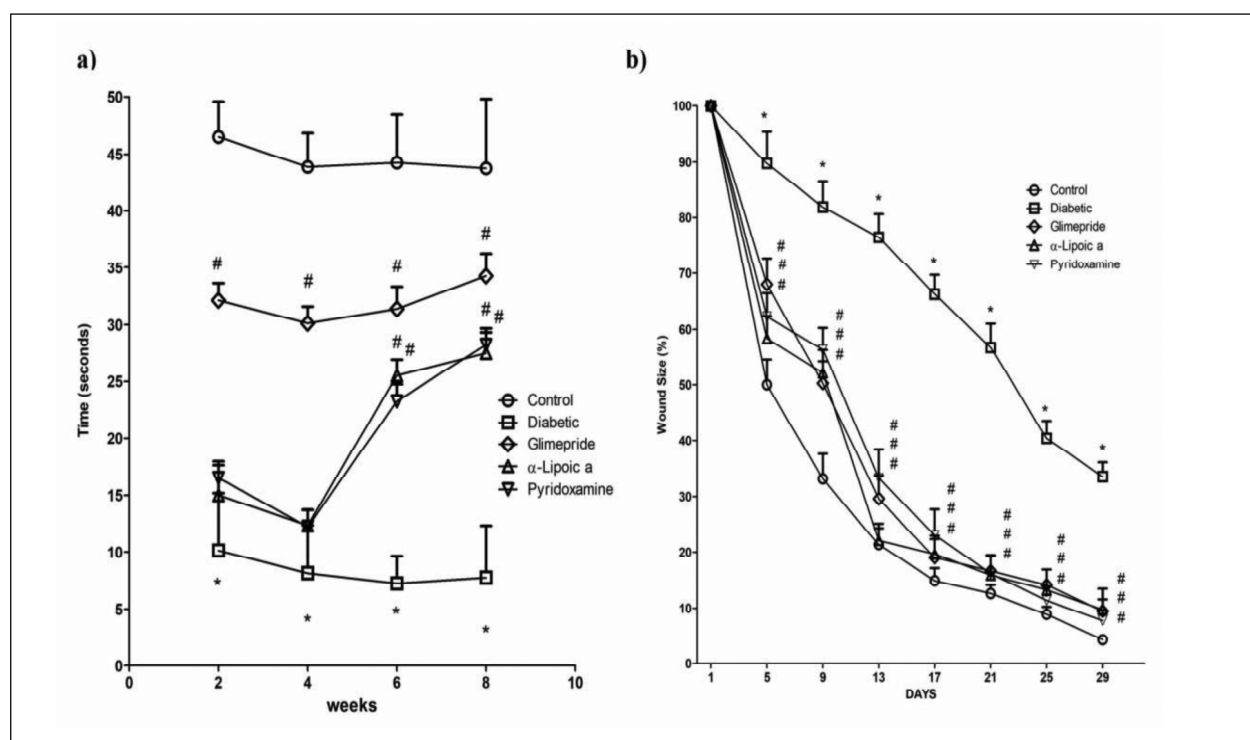 a)
50
45
40
35
30
25
20
15
10
5
0
Time (seconds)
0 2 4 6 8 10
weeks
# # # #
# # # #
* * * *
Control
Diabetic
Glimepride
α-Lipoic a
Pyridoxamine
b)
100
90
80
70
60
50
40
30
20
10
0
Wound Size (%)
1 5 9 13 17 21 25 29
DAYS
* * * * * * *
# # # # # # #
# # # # # # #
# # # # # # #
Control
Diabetic
Glimepride
α-Lipoic a
Pyridoxamine